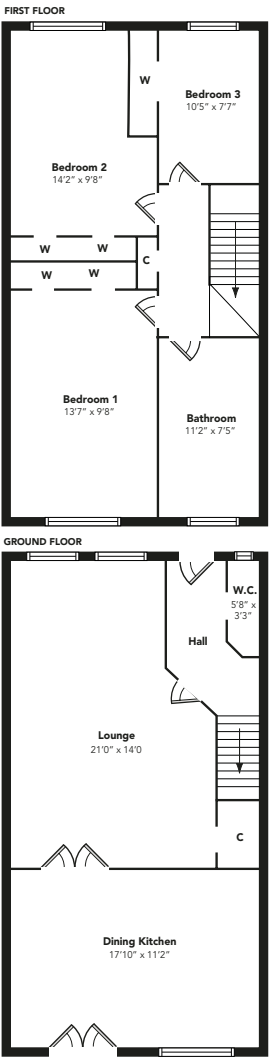 FIRST FLOOR
W
Bedroom 3
10'5" x 7'7"
Bedroom 2
14'2" x 9'8"
W
W
C
W
W
Bedroom 1
13'7" x 9'8"
Bathroom
11'2" x 7'5"
GROUND FLOOR
W.C.
5'8" x
3'3"
Hall
Lounge
21'0" x 14'0
C
Dining Kitchen
17'10" x 11'2"